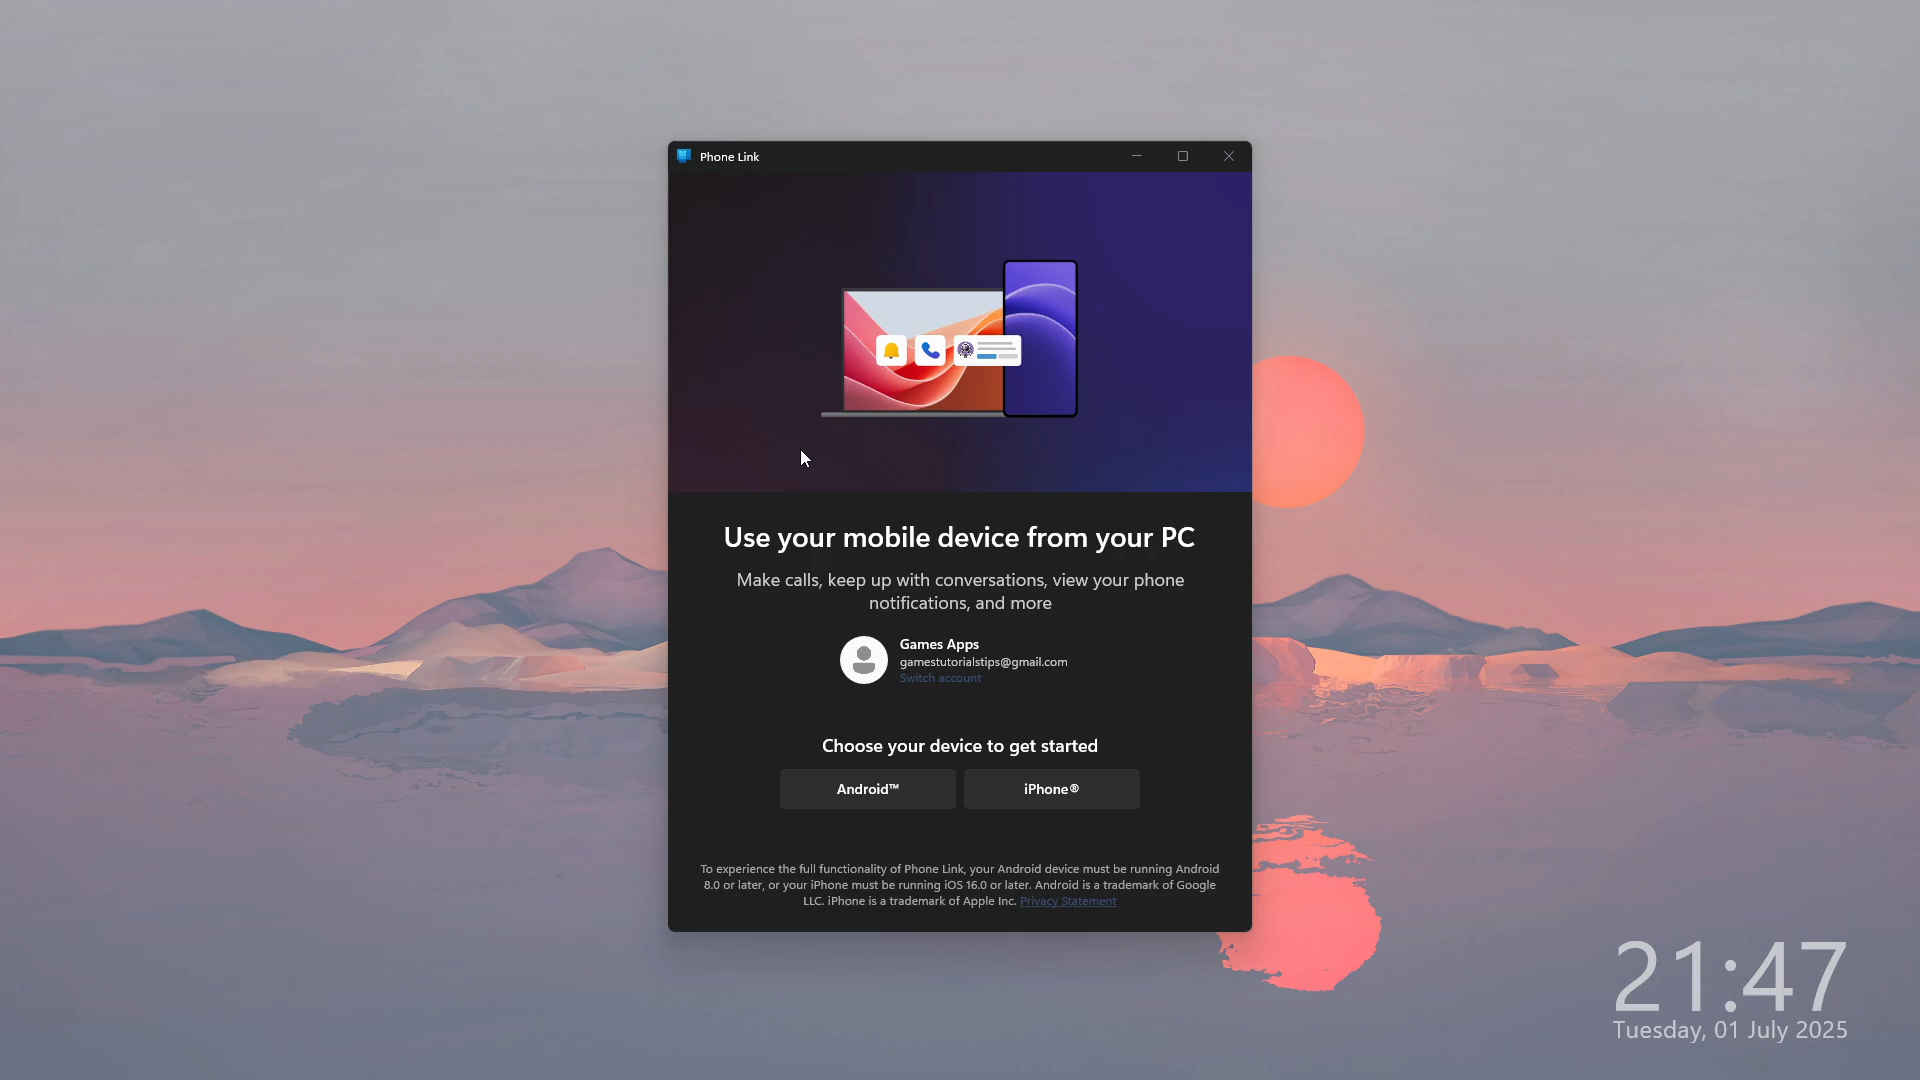 Phone Link
Use your mobile device from your PC
Make calls, keep up with conversations, view your phone
notifications, and more
Games Apps
gamestutorialstips@gmail.com
Switch account
Choose your device to get started
Android™
iPhone®
To experience the full functionality of Phone Link, your Android device must be running Android
8.0 or later, or your iPhone must be running iOS 16.0 or later. Android is a trademark of Google
LLC. iPhone is a trademark of Apple Inc. Privacy Statement
21:47
Tuesday, 01 July 2025